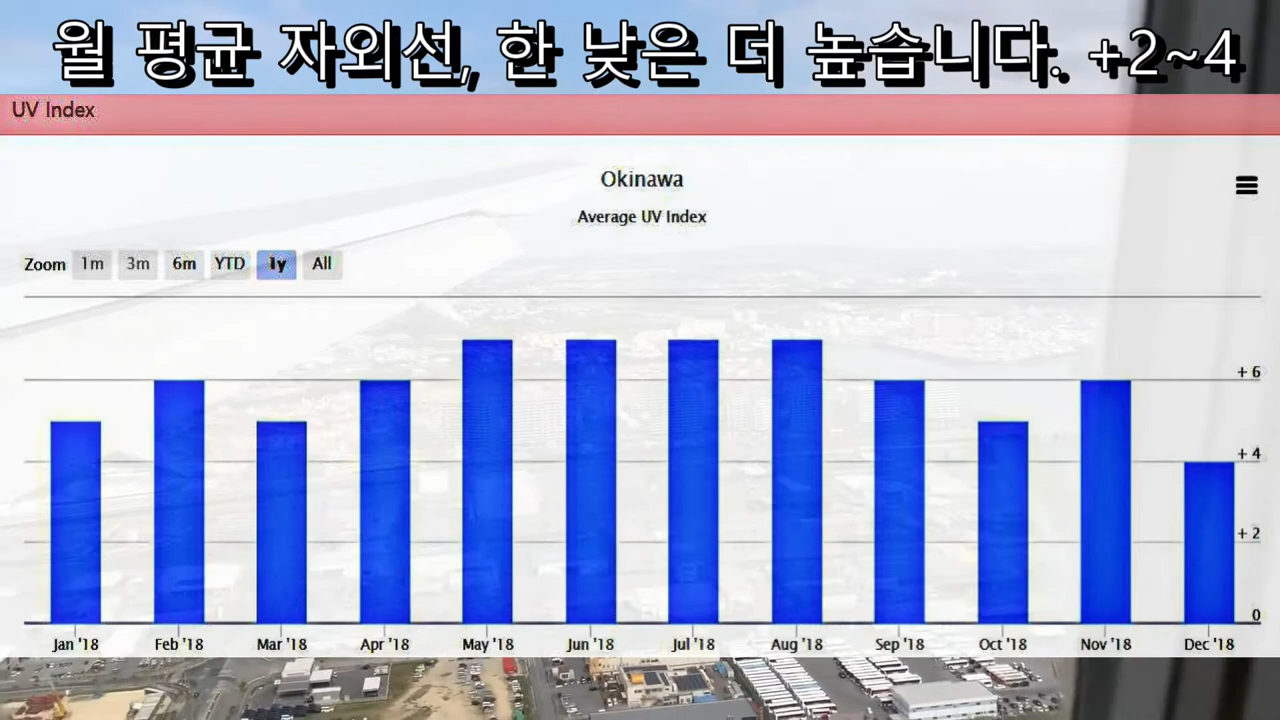 월 평균 자외선, 한 낮은 더 높습니다. +2~4
UV Index
Okinawa
Average UV Index
Zoom 1m 3m 6m YTD 1y All
+ 6
+ 4
+ 2
0
Jan '18 Feb '18 Mar '18 Apr '18 May '18 Jun '18 Jul '18 Aug '18 Sep '18 Oct '18 Nov '18 Dec '18